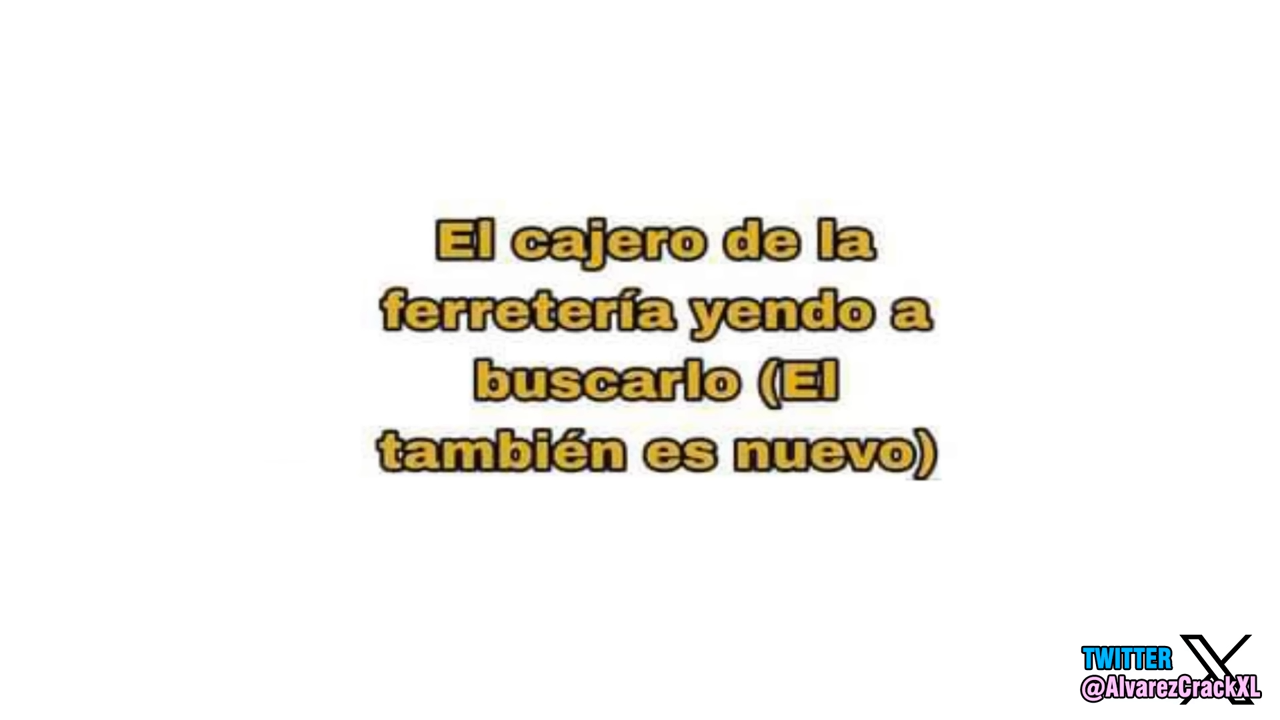 El cajero de la
ferretería yendo a
buscarlo (El
también es nuevo)
TWITTER X
@AlvarezCrackXL